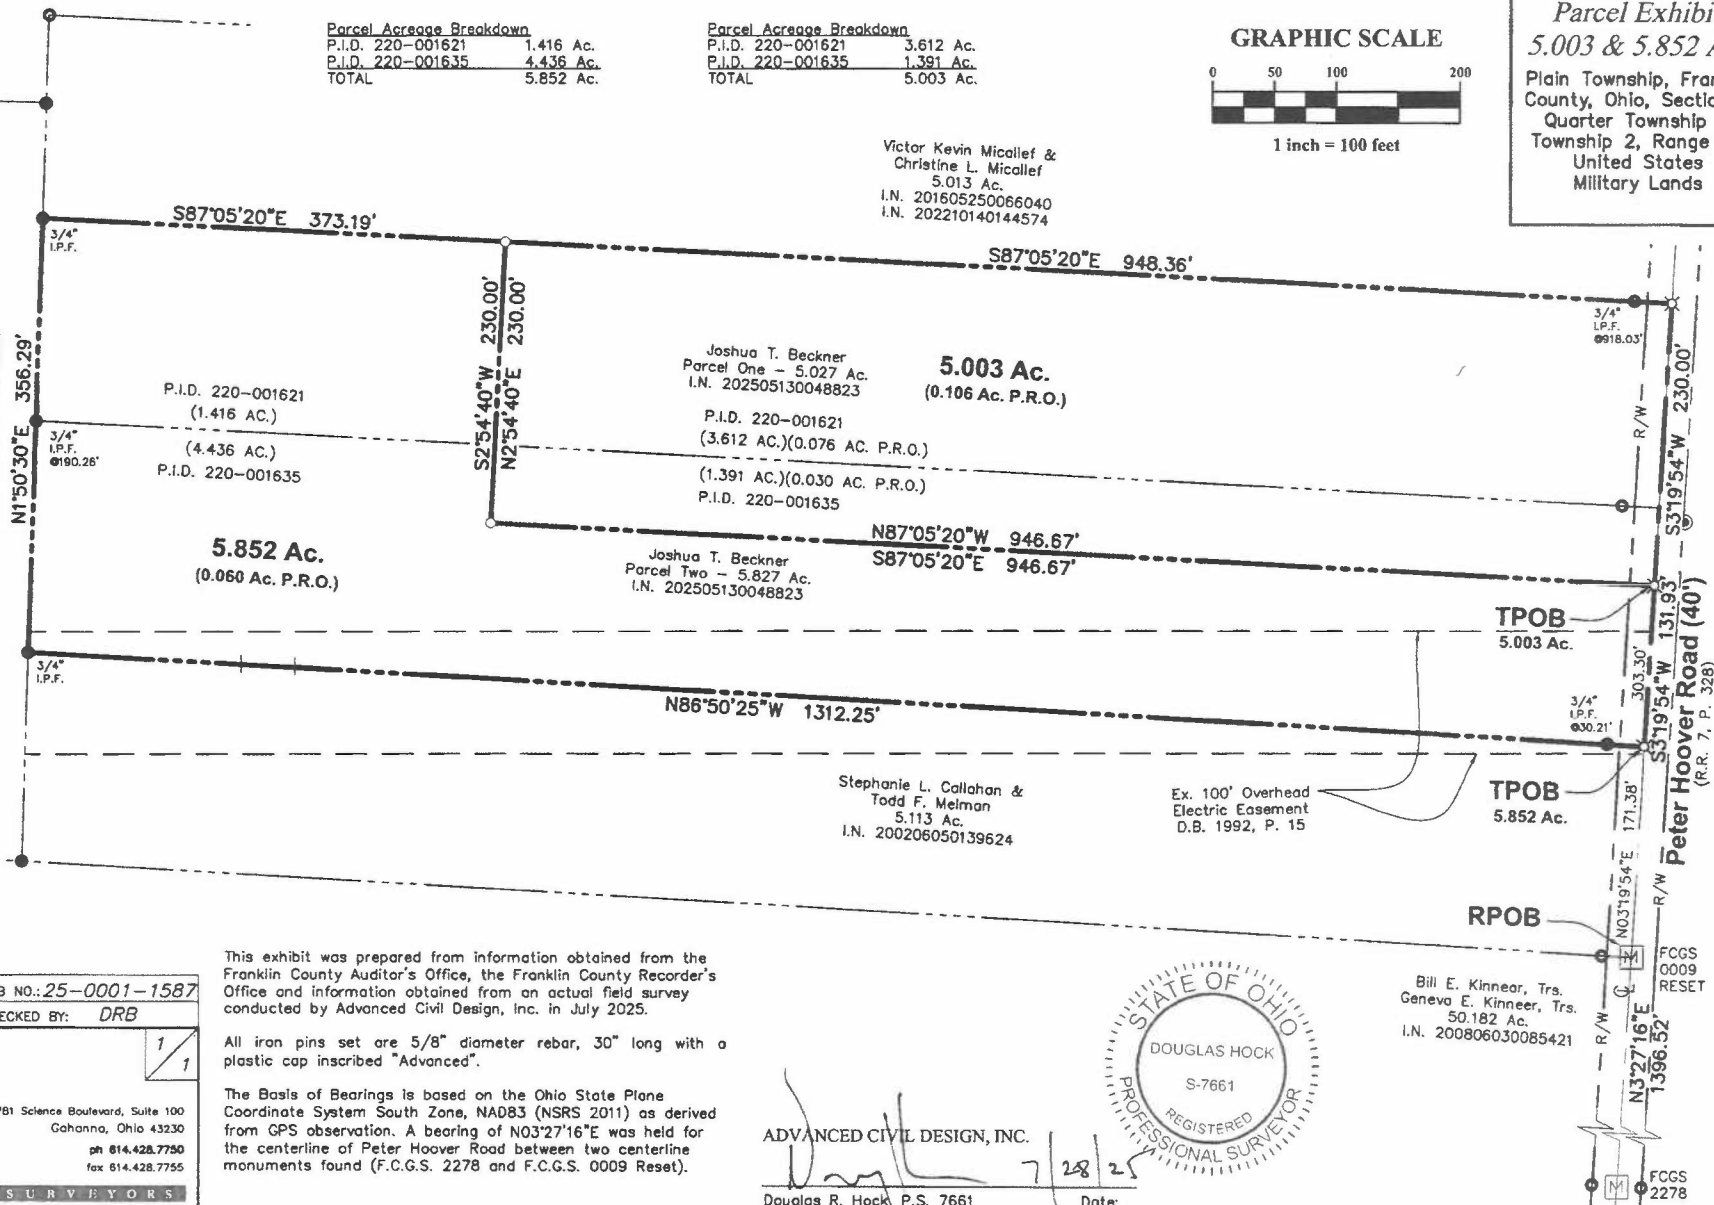 Parcel Acreage Breakdown
P.I.D. 220-001621 1.416 Ac.
P.I.D. 220-001635 4.436 Ac.
TOTAL 5.852 Ac.
Parcel Acreage Breakdown
P.I.D. 220-001621 3.612 Ac.
P.I.D. 220-001635 1.391 Ac.
TOTAL 5.003 Ac.
GRAPHIC SCALE
0 50 100 200
1 inch = 100 feet
Parcel Exhibi
5.003 & 5.852 A
Plain Township, Fran
County, Ohio, Sectio
Quarter Township
Township 2, Range
United States
Military Lands
Victor Kevin Micallef &
Christine L. Micallef
5.013 Ac.
I.N. 201605250066040
I.N. 202210140144574
S87°05'20"E 373.19'
3/4"
I.P.F.
S87°05'20"E 948.36'
3/4"
I.P.F.
@918.03'
N1°50'30"E 356.29'
S2°54'40"W 230.00'
N2°54'40"E 230.00'
Joshua T. Beckner
Parcel One - 5.027 Ac.
I.N. 202505130048823
5.003 Ac.
(0.106 Ac. P.R.O.)
P.I.D. 220-001621
(1.416 AC.)
3/4"
I.P.F.
@190.26'
(4.436 AC.)
P.I.D. 220-001635
P.I.D. 220-001621
(3.612 AC.)(0.076 AC. P.R.O.)
(1.391 AC.)(0.030 AC. P.R.O.)
P.I.D. 220-001635
R/W
S3°19'54"W 230.00'
N87°05'20"W 946.67'
S87°05'20"E 946.67'
5.852 Ac.
(0.060 Ac. P.R.O.)
Joshua T. Beckner
Parcel Two - 5.827 Ac.
I.N. 202505130048823
TPOB
5.003 Ac.
303.30'
S3°19'54"W 131.93'
Peter Hoover Road (40')
(R.R. 7, P. 328)
3/4"
I.P.F.
N86°50'25"W 1312.25'
3/4"
I.P.F.
@30.21'
Stephanie L. Callahan &
Todd F. Melman
5.113 Ac.
I.N. 200206050139624
Ex. 100' Overhead
Electric Easement
D.B. 1992, P. 15
TPOB
5.852 Ac.
N03°19'54"E 171.38'
R/W
RPOB
M
FCGS
0009
RESET
Bill E. Kinnear, Trs.
Geneva E. Kinneer, Trs.
50.182 Ac.
I.N. 200806030085421
R/W
N3°27'16"E
1396.52'
M
FCGS
2278
This exhibit was prepared from information obtained from the
Franklin County Auditor's Office, the Franklin County Recorder's
Office and information obtained from an actual field survey
conducted by Advanced Civil Design, Inc. in July 2025.
All iron pins set are 5/8" diameter rebar, 30" long with a
plastic cap inscribed "Advanced".
The Basis of Bearings is based on the Ohio State Plane
Coordinate System South Zone, NAD83 (NSRS 2011) as derived
from GPS observation. A bearing of N03°27'16"E was held for
the centerline of Peter Hoover Road between two centerline
monuments found (F.C.G.S. 2278 and F.C.G.S. 0009 Reset).
B NO.: 25-0001-1587
ECKED BY: DRB
1/1
781 Science Boulevard, Suite 100
Gahanna, Ohio 43230
ph 614.428.7750
fax 614.428.7755
SURVEYORS
ADVANCED CIVIL DESIGN, INC.
7/28/25
Douglas R. Hock, P.S. 7661 Date:
STATE OF OHIO
DOUGLAS HOCK
S-7661
REGISTERED
PROFESSIONAL SURVEYOR